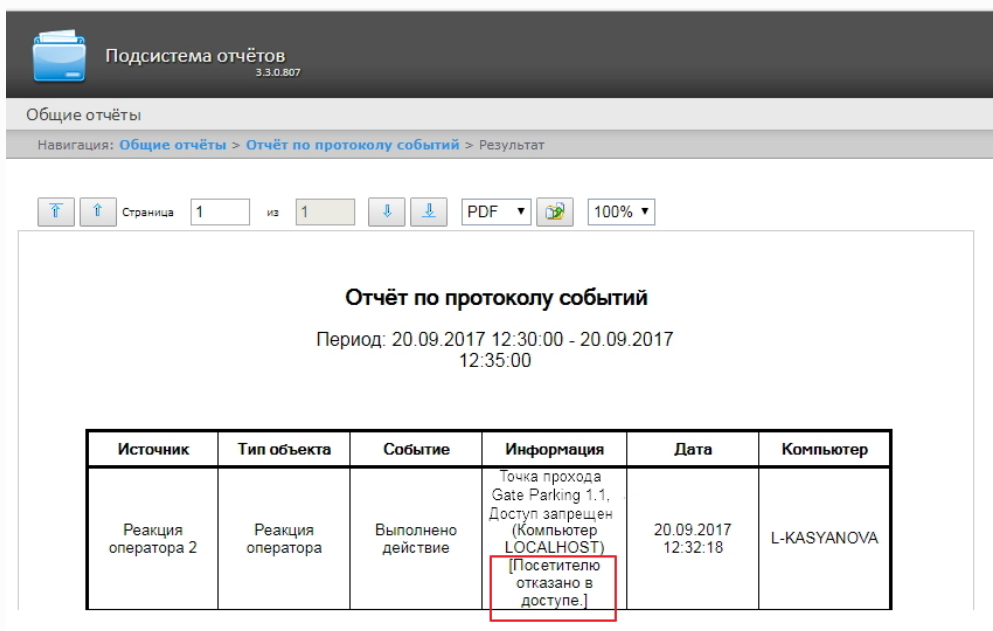 Подсистема отчётов
3.3.0.807
Общие отчёты
Навигация: Общие отчёты > Отчёт по протоколу событий > Результат
Страница 1 из 1 PDF 100%
Отчёт по протоколу событий
Период: 20.09.2017 12:30:00 - 20.09.2017
12:35:00
Источник Тип объекта Событие Информация Дата Компьютер
Реакция
оператора 2
Реакция
оператора
Выполнено
действие
Точка прохода
Gate Parking 1.1,
Доступ запрещен
(Компьютер
LOCALHOST)
[Посетителю
отказано в
доступе.]
20.09.2017
12:32:18
L-KASYANOVA